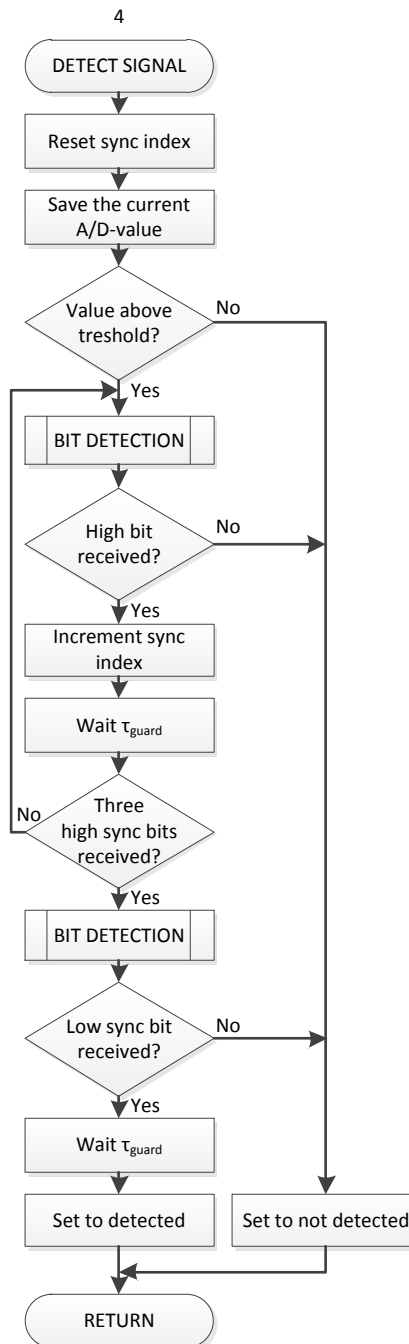 4
DETECT SIGNAL
Reset sync index
Save the current
A/D-value
Value above
treshold?
No
Yes
BIT DETECTION
High bit
received?
No
Yes
Increment sync
index
Wait τguard
Three
high sync bits
received?
No
Yes
BIT DETECTION
Low sync bit
received?
No
Yes
Wait τguard
Set to detected
Set to not detected
RETURN